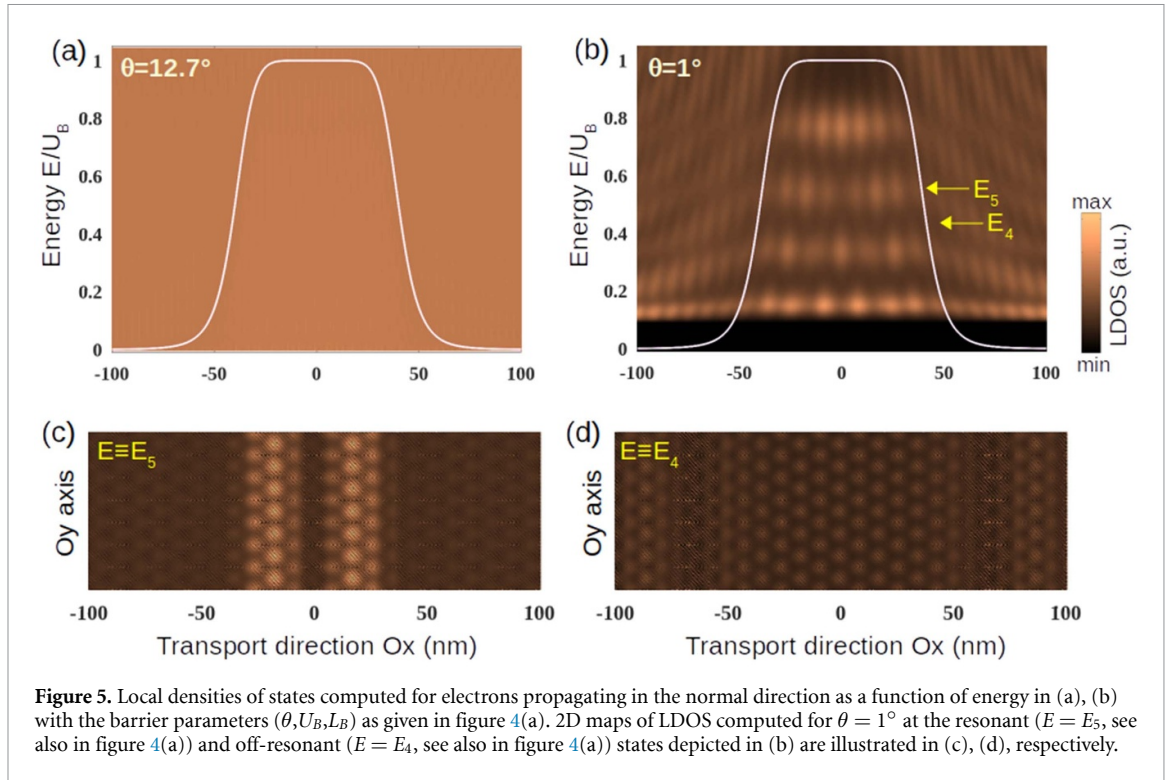 (a)
θ=12.7°
Energy E/U_B
1
0.8
0.6
0.4
0.2
0
-100 -50 0 50 100
(b)
θ=1°
Energy E/U_B
1
0.8
0.6
0.4
0.2
0
-100 -50 0 50 100
E₅
E₄
max
LDOS (a.u.)
min
(c)
E≡E₅
Oy axis
-100 -50 0 50 100
Transport direction Ox (nm)
(d)
E≡E₄
Oy axis
-100 -50 0 50 100
Transport direction Ox (nm)
Figure 5. Local densities of states computed for electrons propagating in the normal direction as a function of energy in (a), (b)
with the barrier parameters (θ,U_B,L_B) as given in figure 4(a). 2D maps of LDOS computed for θ = 1° at the resonant (E = E₅, see
also in figure 4(a)) and off-resonant (E = E₄, see also in figure 4(a)) states depicted in (b) are illustrated in (c), (d), respectively.